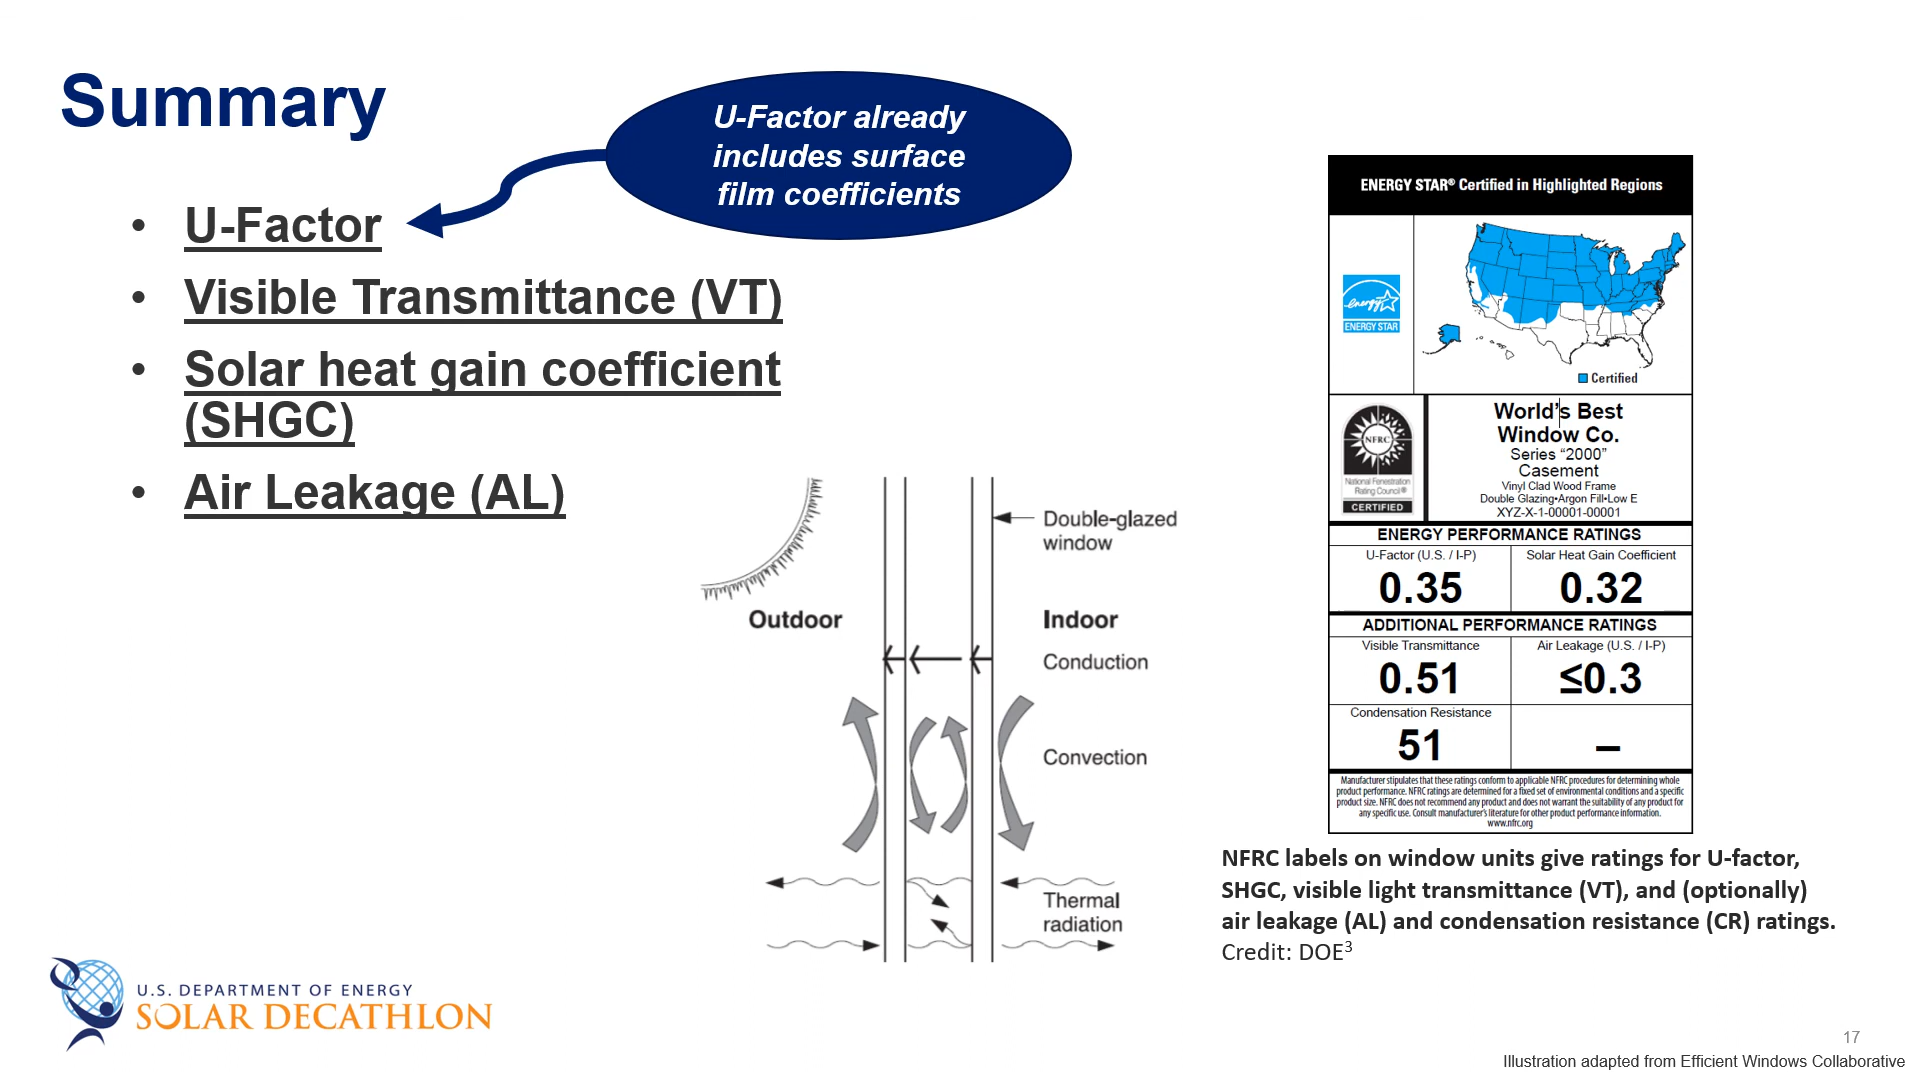 Summary
U-Factor already
includes surface
film coefficients
• U-Factor
• Visible Transmittance (VT)
• Solar heat gain coefficient
(SHGC)
• Air Leakage (AL)
Double-glazed
window
Outdoor
Indoor
Conduction
Convection
Thermal
radiation
ENERGY STAR® Certified in Highlighted Regions
energy
ENERGY STAR
Certified
NFRC
National Fenestration
Rating Council®
CERTIFIED
World's Best
Window Co.
Series “2000”
Casement
Vinyl Clad Wood Frame
Double Glazing•Argon Fill•Low E
XYZ-X-1-00001-00001
ENERGY PERFORMANCE RATINGS
U-Factor (U.S. / I-P)
Solar Heat Gain Coefficient
0.35
0.32
ADDITIONAL PERFORMANCE RATINGS
Visible Transmittance
Air Leakage (U.S. / I-P)
0.51
≤0.3
Condensation Resistance
51
–
Manufacturer stipulates that these ratings conform to applicable NFRC procedures for determining whole
product performance. NFRC ratings are determined for a fixed set of environmental conditions and a specific
product size. NFRC does not recommend any product and does not warrant the suitability of any product for
any specific use. Consult manufacturer's literature for other product performance information.
www.nfrc.org
NFRC labels on window units give ratings for U-factor,
SHGC, visible light transmittance (VT), and (optionally)
air leakage (AL) and condensation resistance (CR) ratings.
Credit: DOE³
U.S. DEPARTMENT OF ENERGY
SOLAR DECATHLON
17
Illustration adapted from Efficient Windows Collaborative